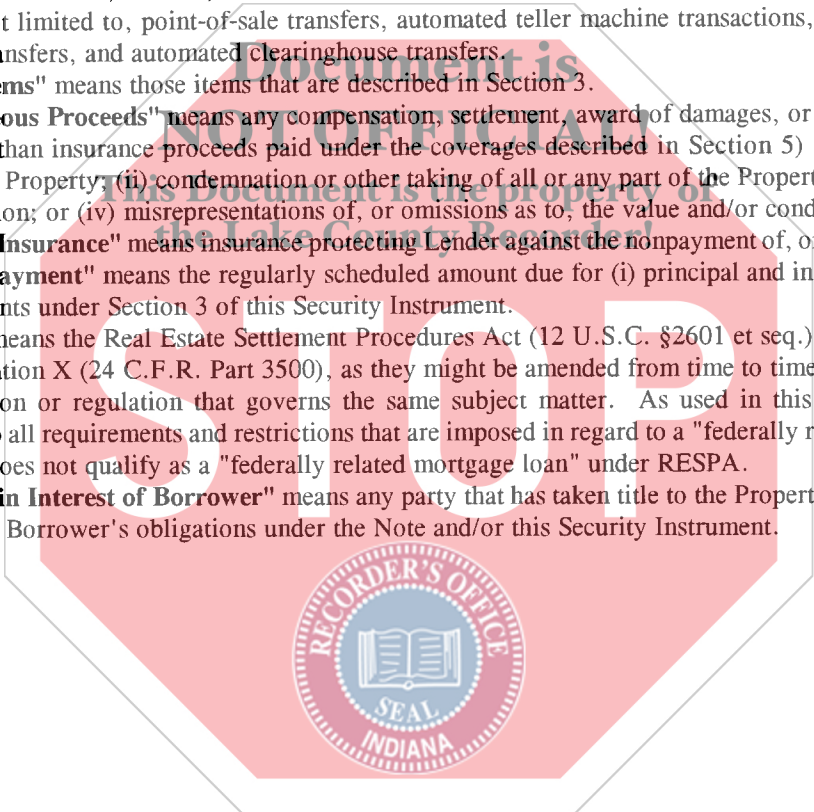 t limited to, point-of-sale transfers, automated teller machine transactions,
ansfers, and automated clearinghouse transfers.
ems" means those items that are described in Section 3.
ous Proceeds" means any compensation, settlement, award of damages, or
than insurance proceeds paid under the coverages described in Section 5)
Property; (ii) condemnation or other taking of all or any part of the Propert
on; or (iv) misrepresentations of, or omissions as to, the value and/or cond
Insurance" means insurance protecting Lender against the nonpayment of, o
ayment" means the regularly scheduled amount due for (i) principal and in
nts under Section 3 of this Security Instrument.
means the Real Estate Settlement Procedures Act (12 U.S.C. §2601 et seq.)
tion X (24 C.F.R. Part 3500), as they might be amended from time to time
on or regulation that governs the same subject matter. As used in this
all requirements and restrictions that are imposed in regard to a "federally r
oes not qualify as a "federally related mortgage loan" under RESPA.
in Interest of Borrower" means any party that has taken title to the Propert
Borrower's obligations under the Note and/or this Security Instrument.
Document is
NOT OFFICIAL!
This Document is the property of
the Lake County Recorder!
STOP
RECORDER'S OFFICE
SEAL
INDIANA